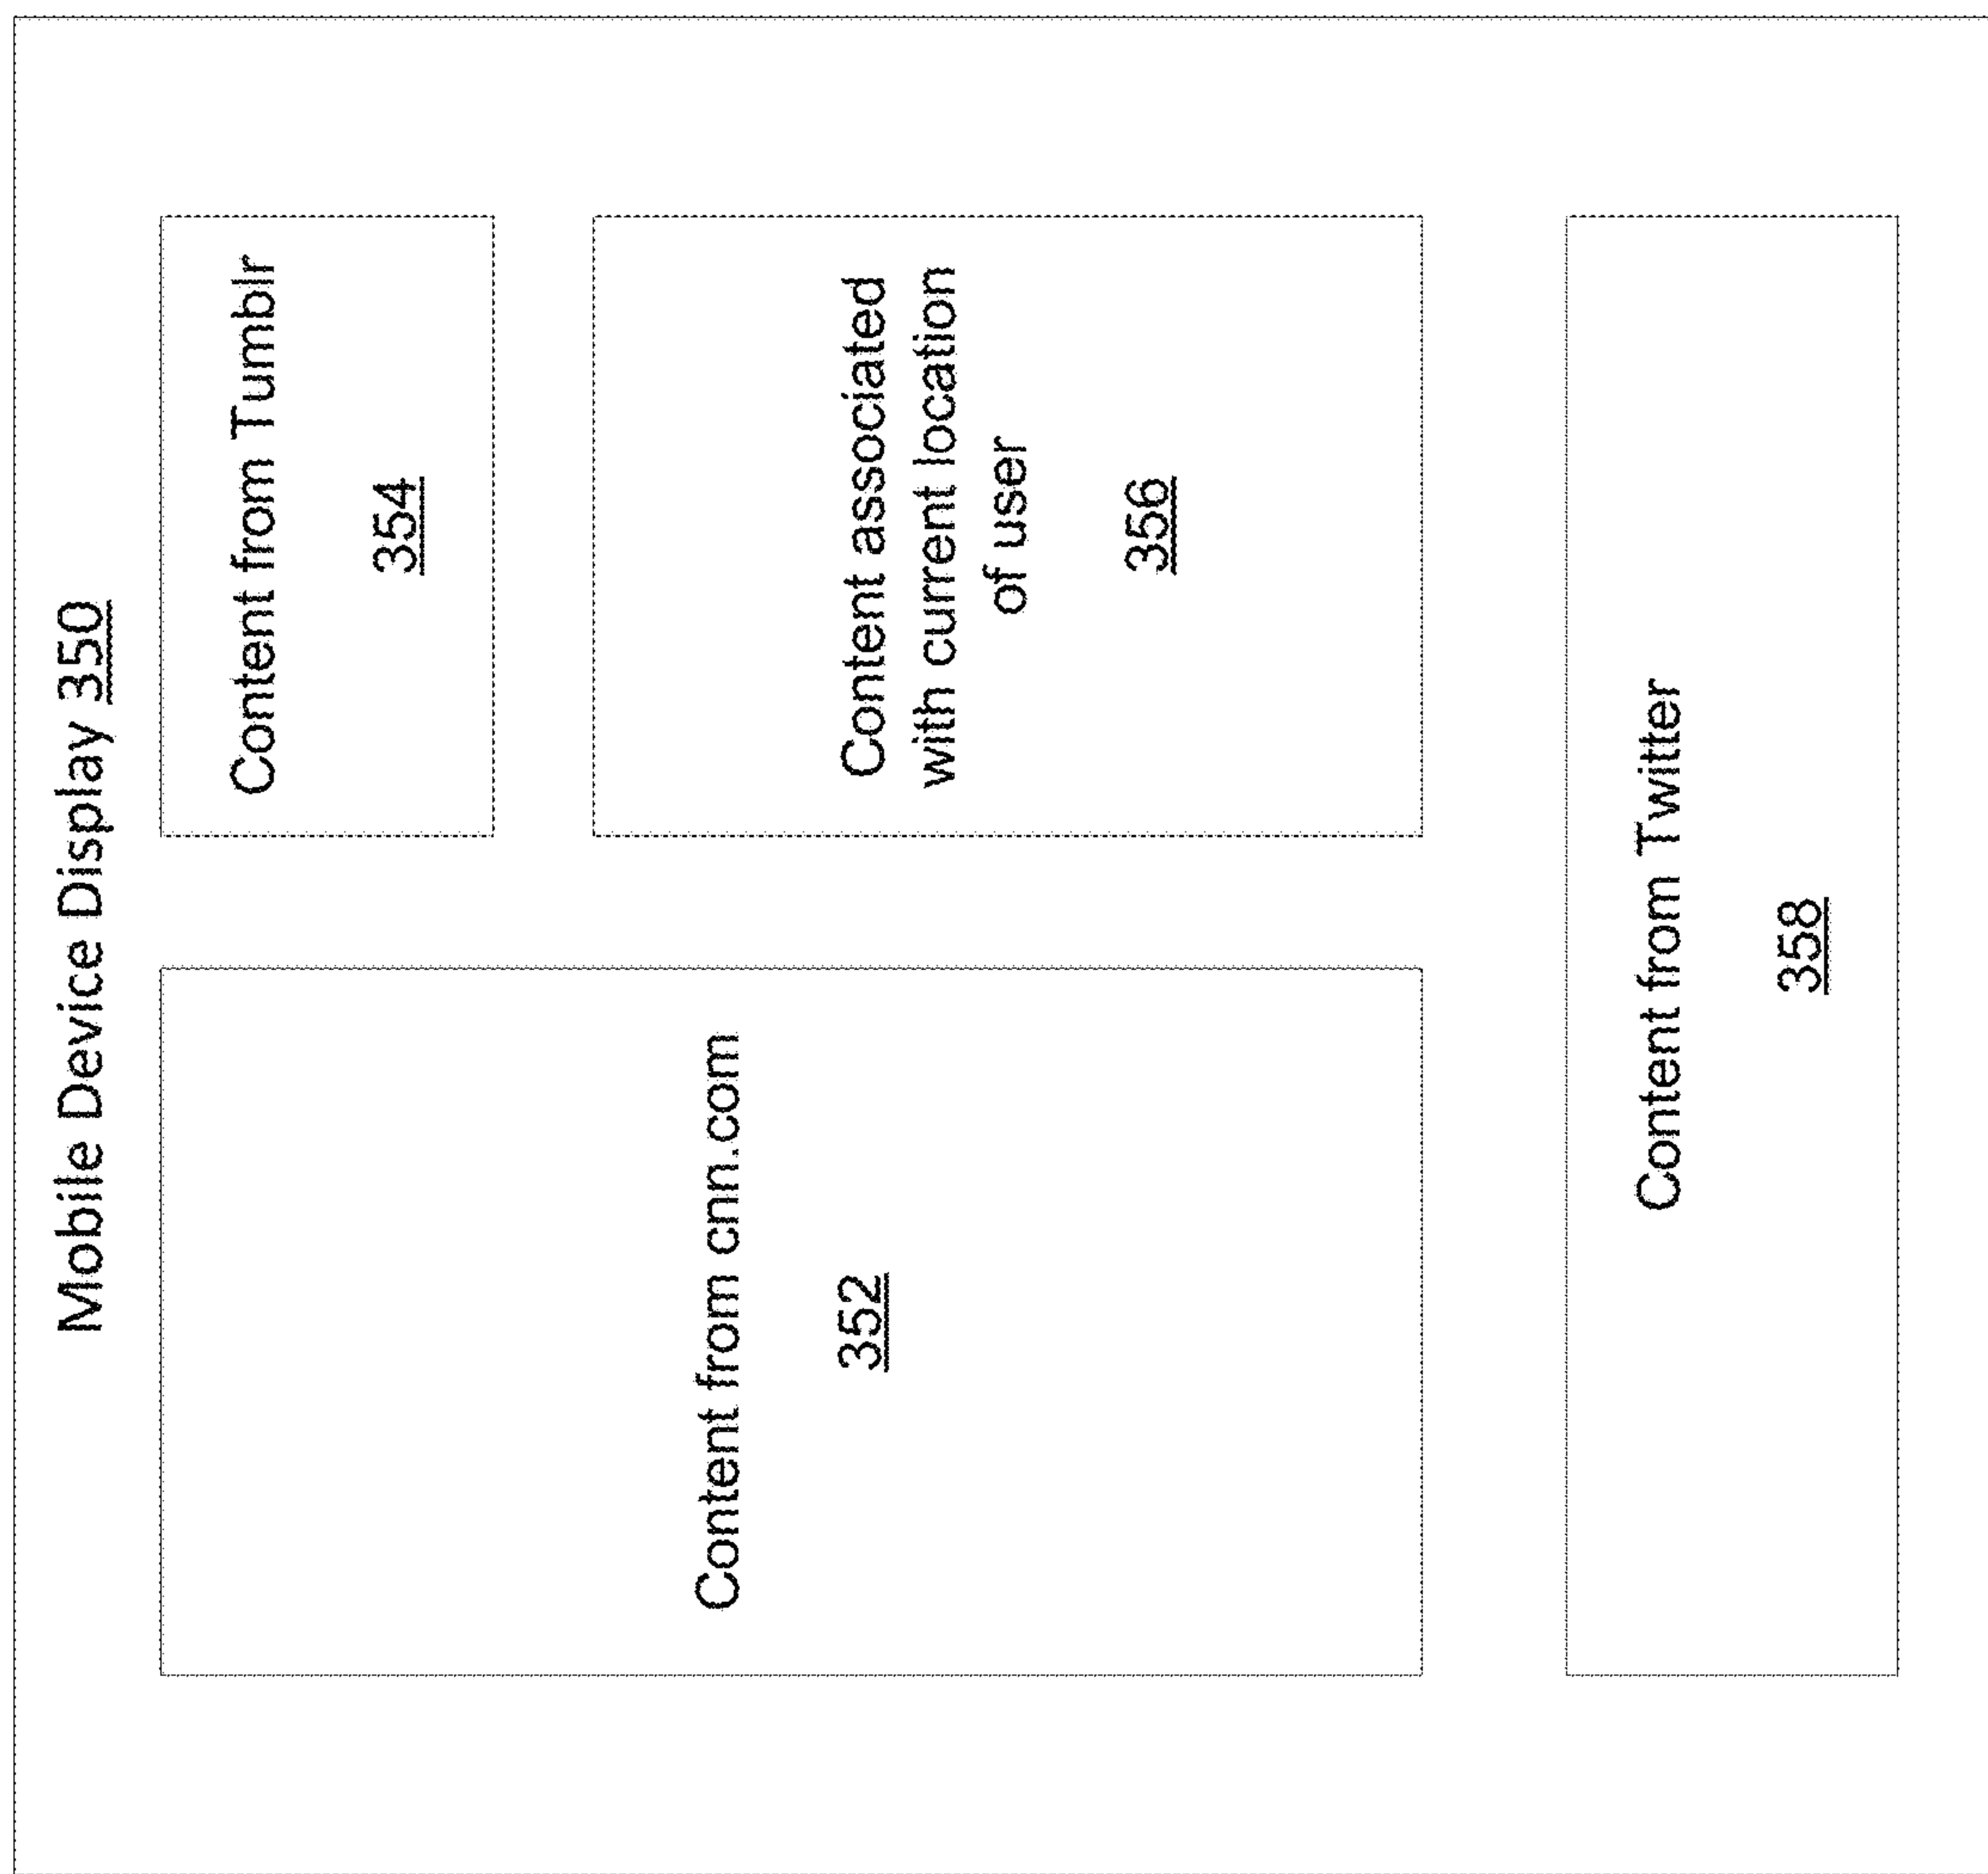 Mobile Device Display 350
Content from cnn.com
352
Content from Tumblr
354
Content associated
with current location
of user
356
Content from Twitter
358